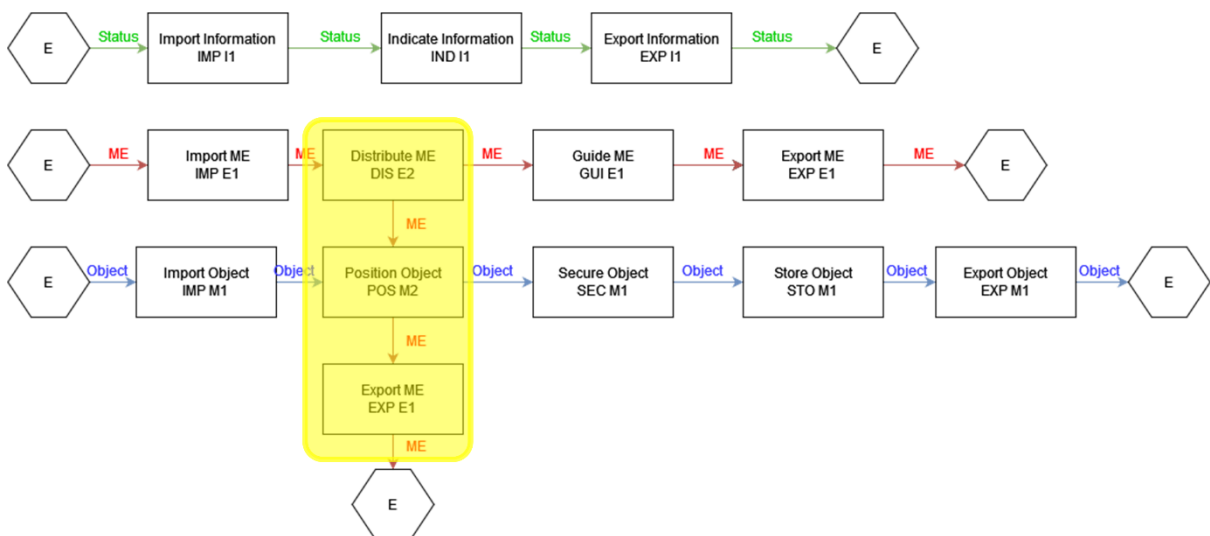 Status Status Status Status
E Import Information Indicate Information Export Information E
IMP I1 IND I1 EXP I1
ME ME ME ME ME
E Import ME Distribute ME Guide ME Export ME E
IMP E1 DIS E2 GUI E1 EXP E1
ME
Object Object Object Object Object Object
E Import Object Position Object Secure Object Store Object Export Object E
IMP M1 POS M2 SEC M1 STO M1 EXP M1
ME
Export ME
EXP E1
ME
E